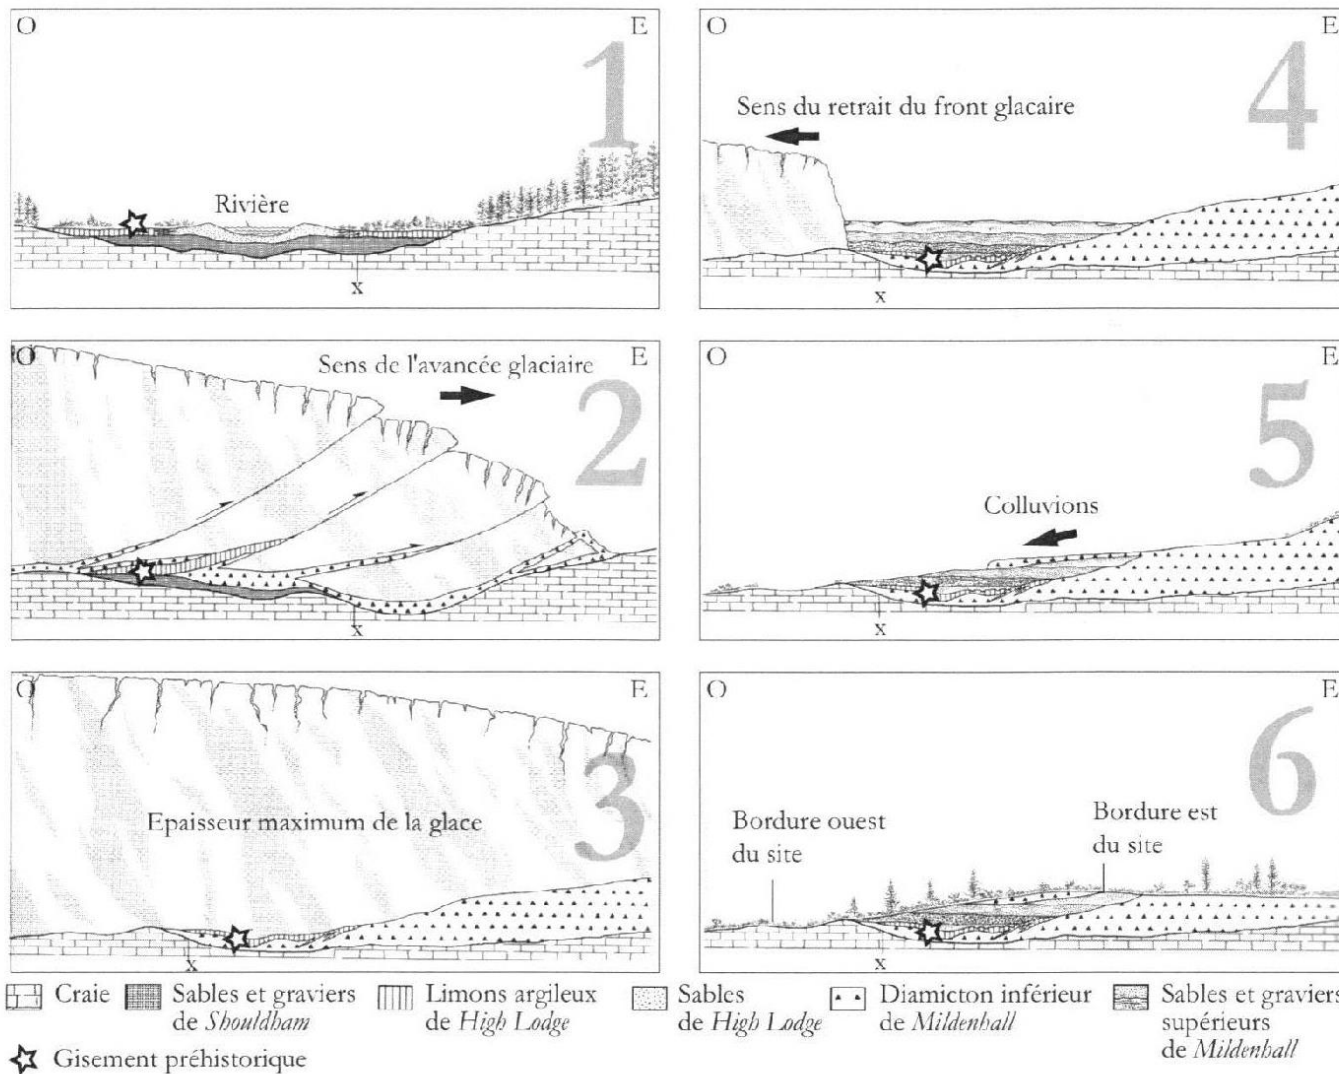 O E
1
Rivière
x
O E
Sens de l'avancée glaciaire
2
x
O E
3
Epaisseur maximum de la glace
x
O E
Sens du retrait du front glacaire
4
x
O E
5
Colluvions
x
O E
6
Bordure ouest
du site
Bordure est
du site
x
Craie
Sables et graviers
de Shouldham
Limons argileux
de High Lodge
Sables
de High Lodge
Diamicton inférieur
de Mildenhall
Sables et graviers
supérieurs
de Mildenhall
Gisement préhistorique